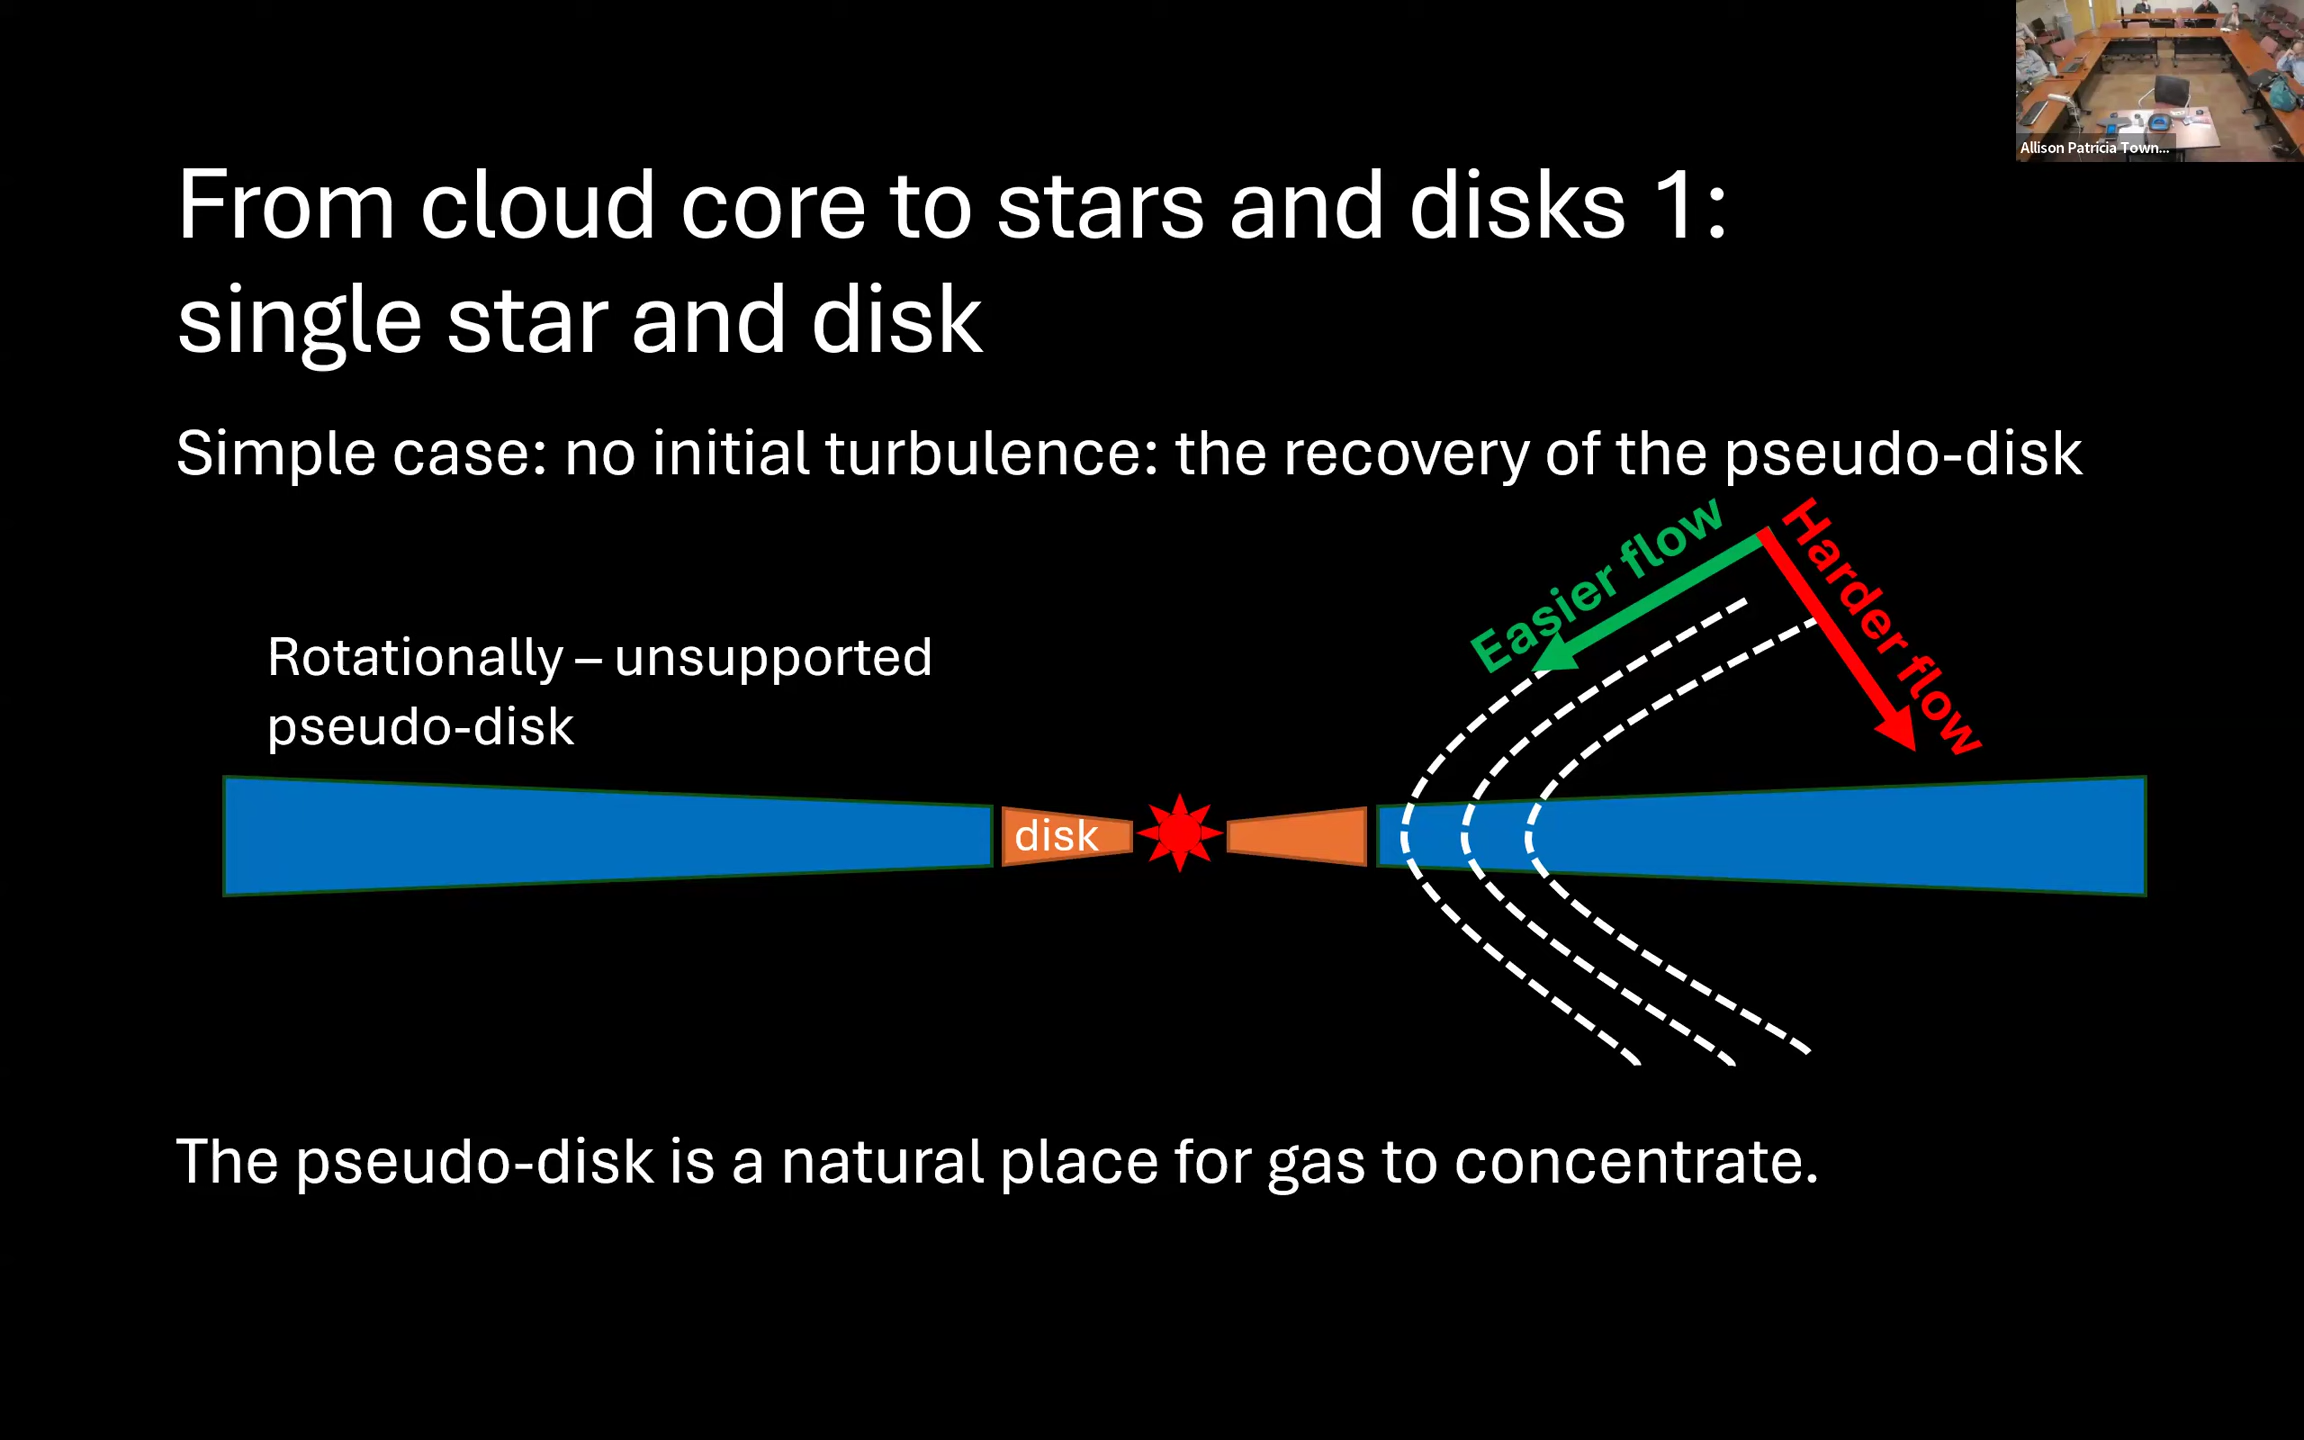 Allison Patricia Town...
From cloud core to stars and disks 1:
single star and disk
Simple case: no initial turbulence: the recovery of the pseudo-disk
Easier flow
Harder flow
Rotationally – unsupported
pseudo-disk
disk
The pseudo-disk is a natural place for gas to concentrate.